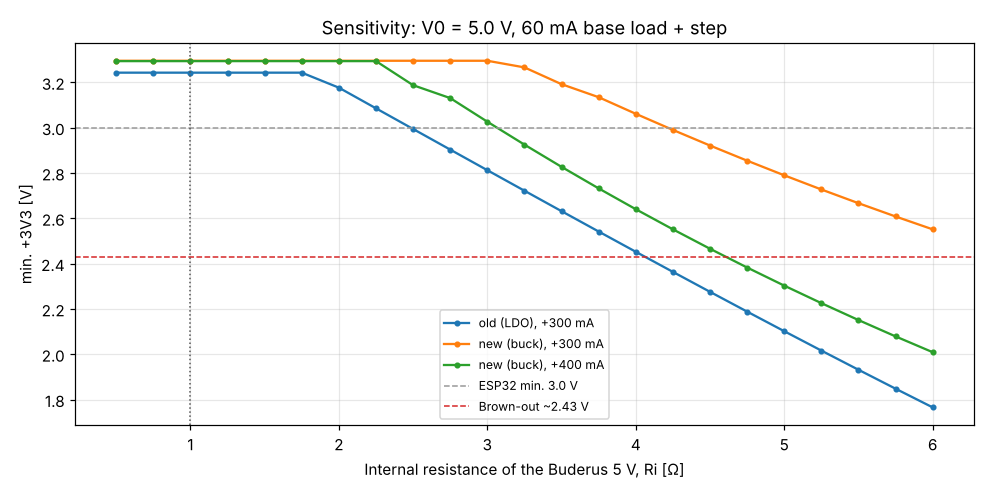 Sensitivity: V0 = 5.0 V, 60 mA base load + step
min. +3V3 [V]
3.2
3.0
2.8
2.6
2.4
2.2
2.0
1.8
old (LDO), +300 mA
new (buck), +300 mA
new (buck), +400 mA
ESP32 min. 3.0 V
Brown-out ~2.43 V
1
2
3
4
5
6
Internal resistance of the Buderus 5 V, Ri [Ω]